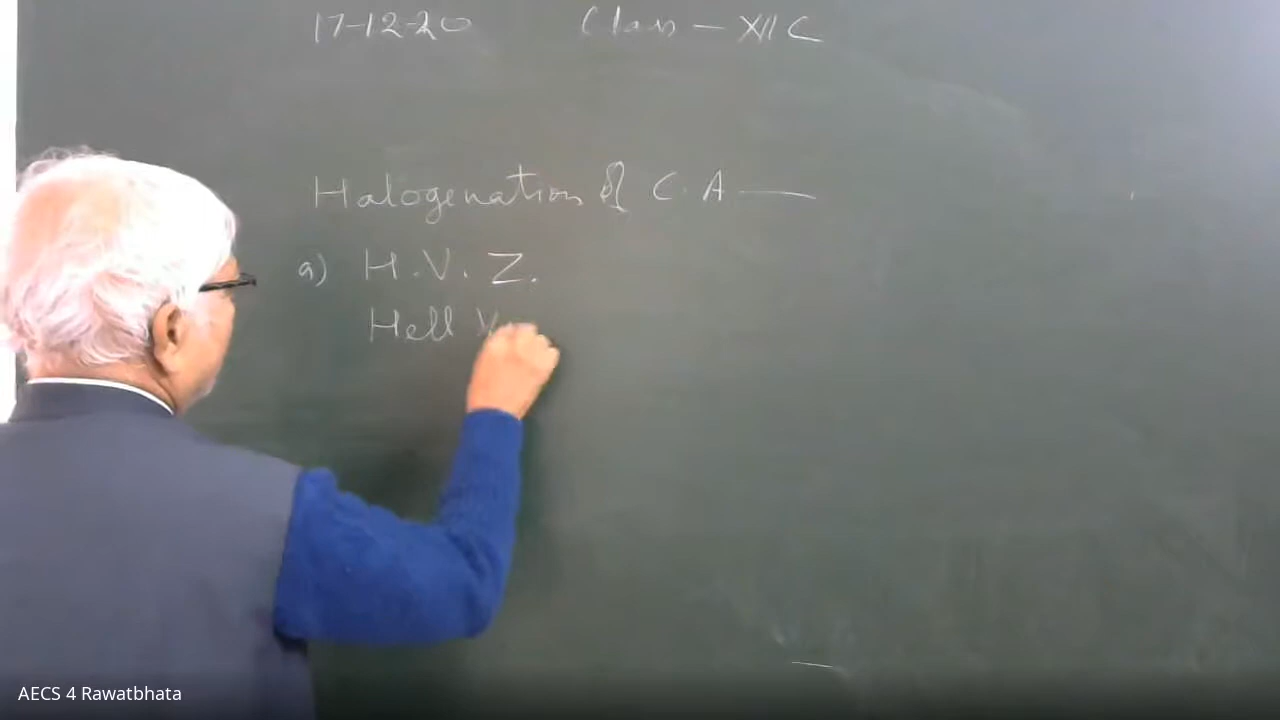 17-12-20 Class - XII C
Halogenation of C.A —
a) H.V.Z.
Hell V
AECS 4 Rawatbhata